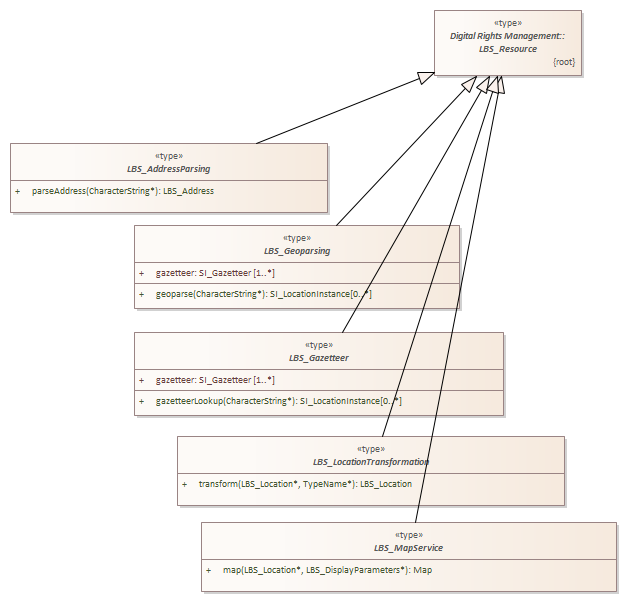 «type»
Digital Rights Management::
LBS_Resource
{root}
«type»
LBS_AddressParsing
+ parseAddress(CharacterString*): LBS_Address
«type»
LBS_Geoparsing
+ gazetteer: SI_Gazetteer [1..*]
+ geoparse(CharacterString*): SI_LocationInstance[0..*]
«type»
LBS_Gazetteer
+ gazetteer: SI_Gazetteer [1..*]
+ gazetteerLookup(CharacterString*): SI_LocationInstance[0..*]
«type»
LBS_LocationTransformation
+ transform(LBS_Location*, TypeName*): LBS_Location
«type»
LBS_MapService
+ map(LBS_Location*, LBS_DisplayParameters*): Map